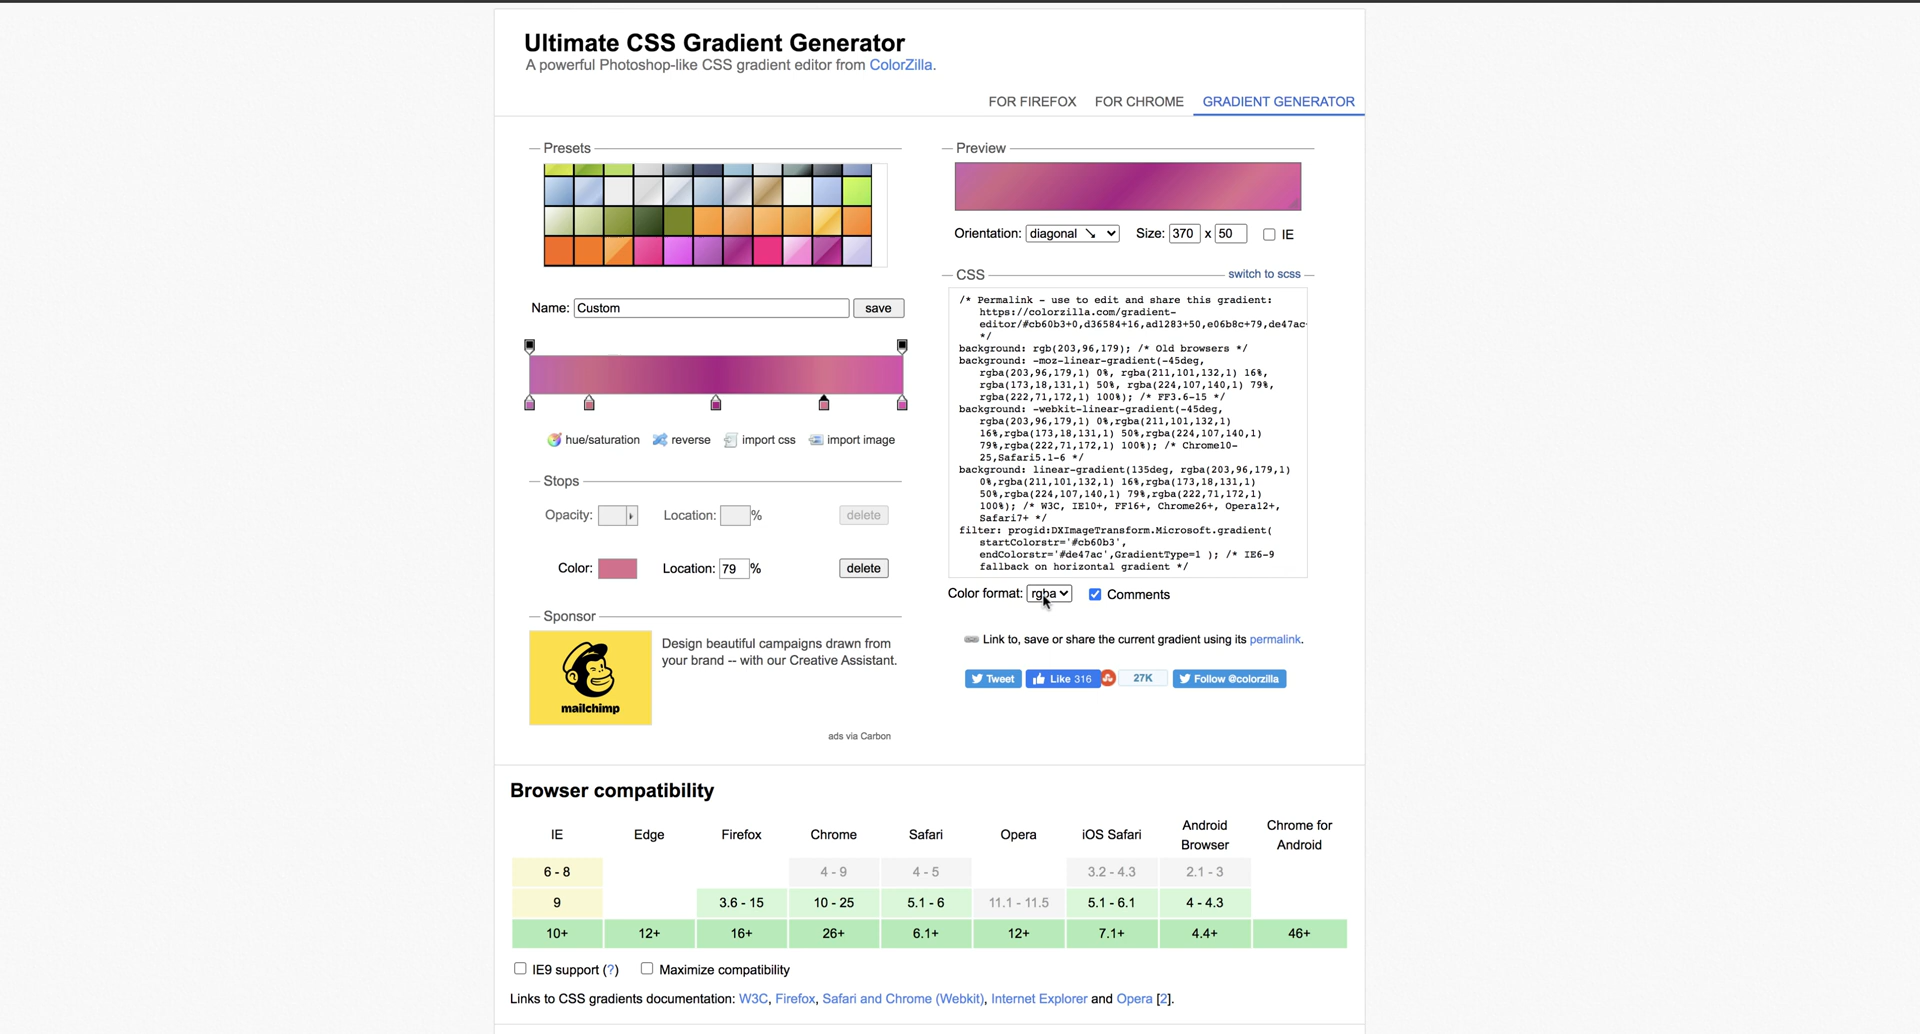 Ultimate CSS Gradient Generator
A powerful Photoshop-like CSS gradient editor from ColorZilla.
FOR FIREFOX FOR CHROME GRADIENT GENERATOR
Presets
Name: Custom save
hue/saturation reverse import css import image
Stops
Opacity: Location: % delete
Color: Location: 79 % delete
Sponsor
Design beautiful campaigns drawn from
your brand -- with our Creative Assistant.
mailchimp
ads via Carbon
Preview
Orientation: diagonal ↘ Size: 370 x 50 IE
CSS switch to scss
/* Permalink - use to edit and share this gradient:
https://colorzilla.com/gradient-
editor/#cb60b3+0,d36584+16,ad1283+50,e06b8c+79,de47ac
*/
background: rgb(203,96,179); /* Old browsers */
background: -moz-linear-gradient(-45deg,
rgba(203,96,179,1) 0%, rgba(211,101,132,1) 16%,
rgba(173,18,131,1) 50%, rgba(224,107,140,1) 79%,
rgba(222,71,172,1) 100%); /* FF3.6-15 */
background: -webkit-linear-gradient(-45deg,
rgba(203,96,179,1) 0%,rgba(211,101,132,1)
16%,rgba(173,18,131,1) 50%,rgba(224,107,140,1)
79%,rgba(222,71,172,1) 100%); /* Chrome10-
25,Safari5.1-6 */
background: linear-gradient(135deg, rgba(203,96,179,1)
0%,rgba(211,101,132,1) 16%,rgba(173,18,131,1)
50%,rgba(224,107,140,1) 79%,rgba(222,71,172,1)
100%); /* W3C, IE10+, FF16+, Chrome26+, Opera12+,
Safari7+ */
filter: progid:DXImageTransform.Microsoft.gradient(
startColorstr='#cb60b3',
endColorstr='#de47ac',GradientType=1 ); /* IE6-9
fallback on horizontal gradient */
Color format: rgba Comments
Link to, save or share the current gradient using its permalink.
Tweet Like 316 27K Follow @colorzilla
Browser compatibility
IE Edge Firefox Chrome Safari Opera iOS Safari Android Browser Chrome for Android
6 - 8 4 - 9 4 - 5 3.2 - 4.3 2.1 - 3
9 3.6 - 15 10 - 25 5.1 - 6 11.1 - 11.5 5.1 - 6.1 4 - 4.3
10+ 12+ 16+ 26+ 6.1+ 12+ 7.1+ 4.4+ 46+
IE9 support (?) Maximize compatibility
Links to CSS gradients documentation: W3C, Firefox, Safari and Chrome (Webkit), Internet Explorer and Opera [2].